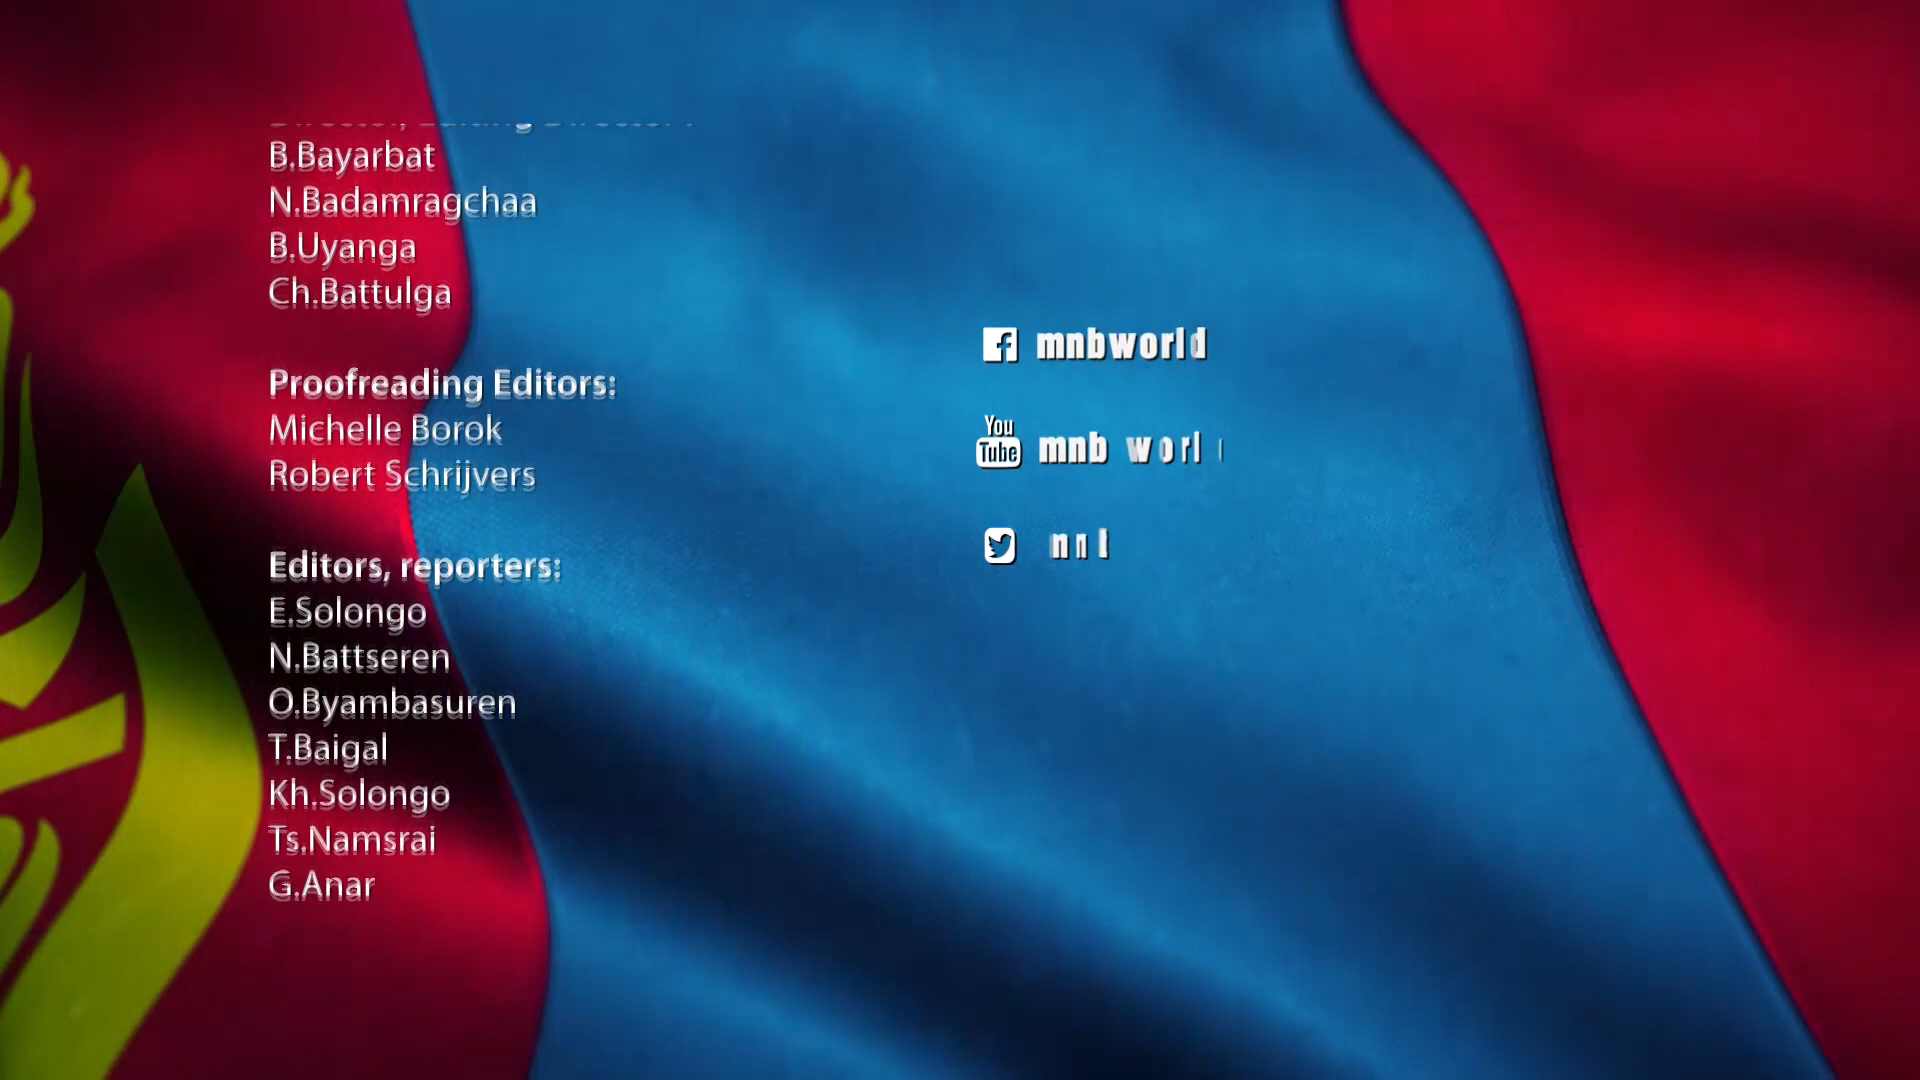 B.Bayarbat
N.Badamragchaa
B.Uyanga
Ch.Battulga
Proofreading Editors:
Michelle Borok
Robert Schrijvers
Editors, reporters:
E.Solongo
N.Battseren
O.Byambasuren
T.Baigal
Kh.Solongo
Ts.Namsrai
G.Anar
mnbworld
You
Tube mnb